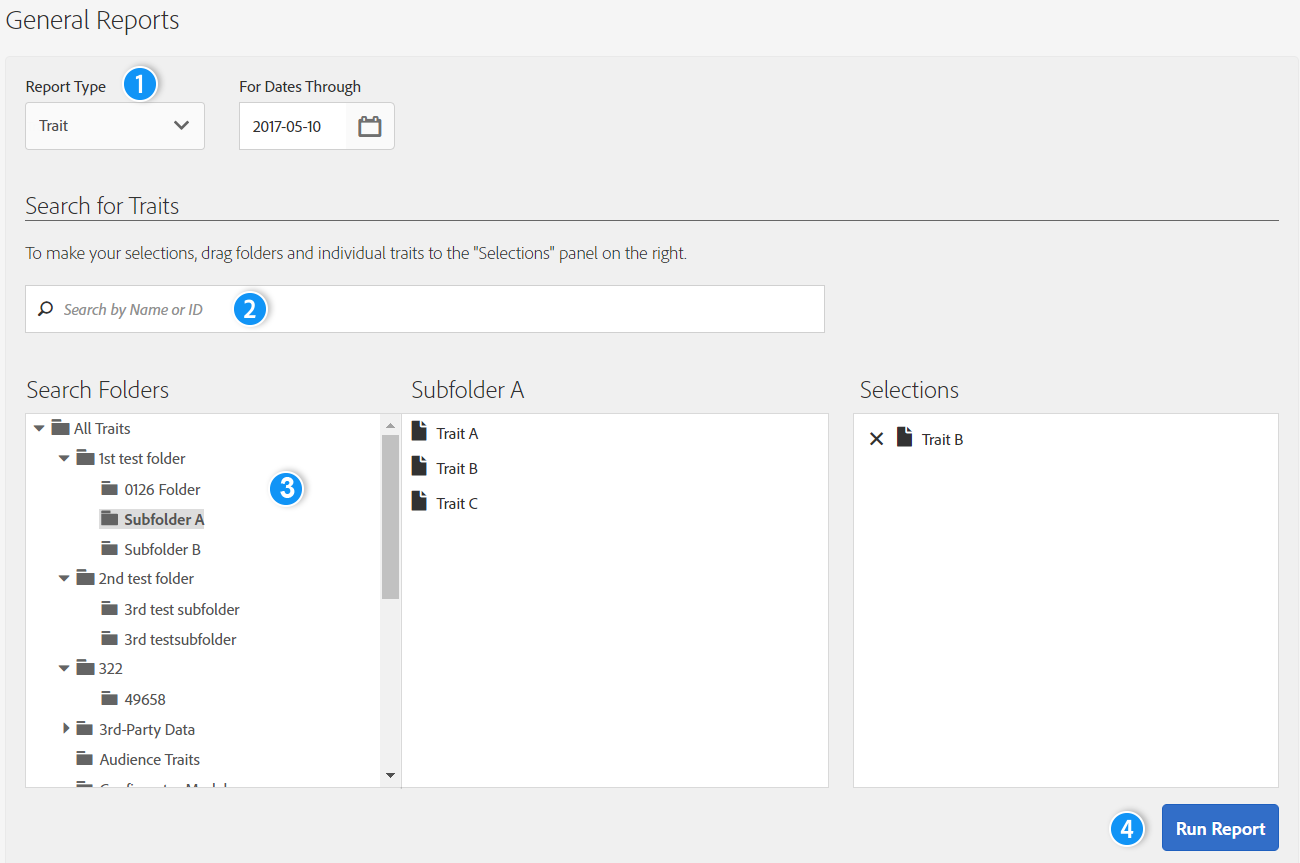 General Reports
Report Type 1
For Dates Through
Trait
2017-05-10
Search for Traits
To make your selections, drag folders and individual traits to the "Selections" panel on the right.
Search by Name or ID 2
Search Folders
All Traits
1st test folder
0126 Folder
3
Subfolder A
Subfolder B
2nd test folder
3rd test subfolder
3rd testsubfolder
322
49658
3rd-Party Data
Audience Traits
Subfolder A
Trait A
Trait B
Trait C
Selections
Trait B
4
Run Report